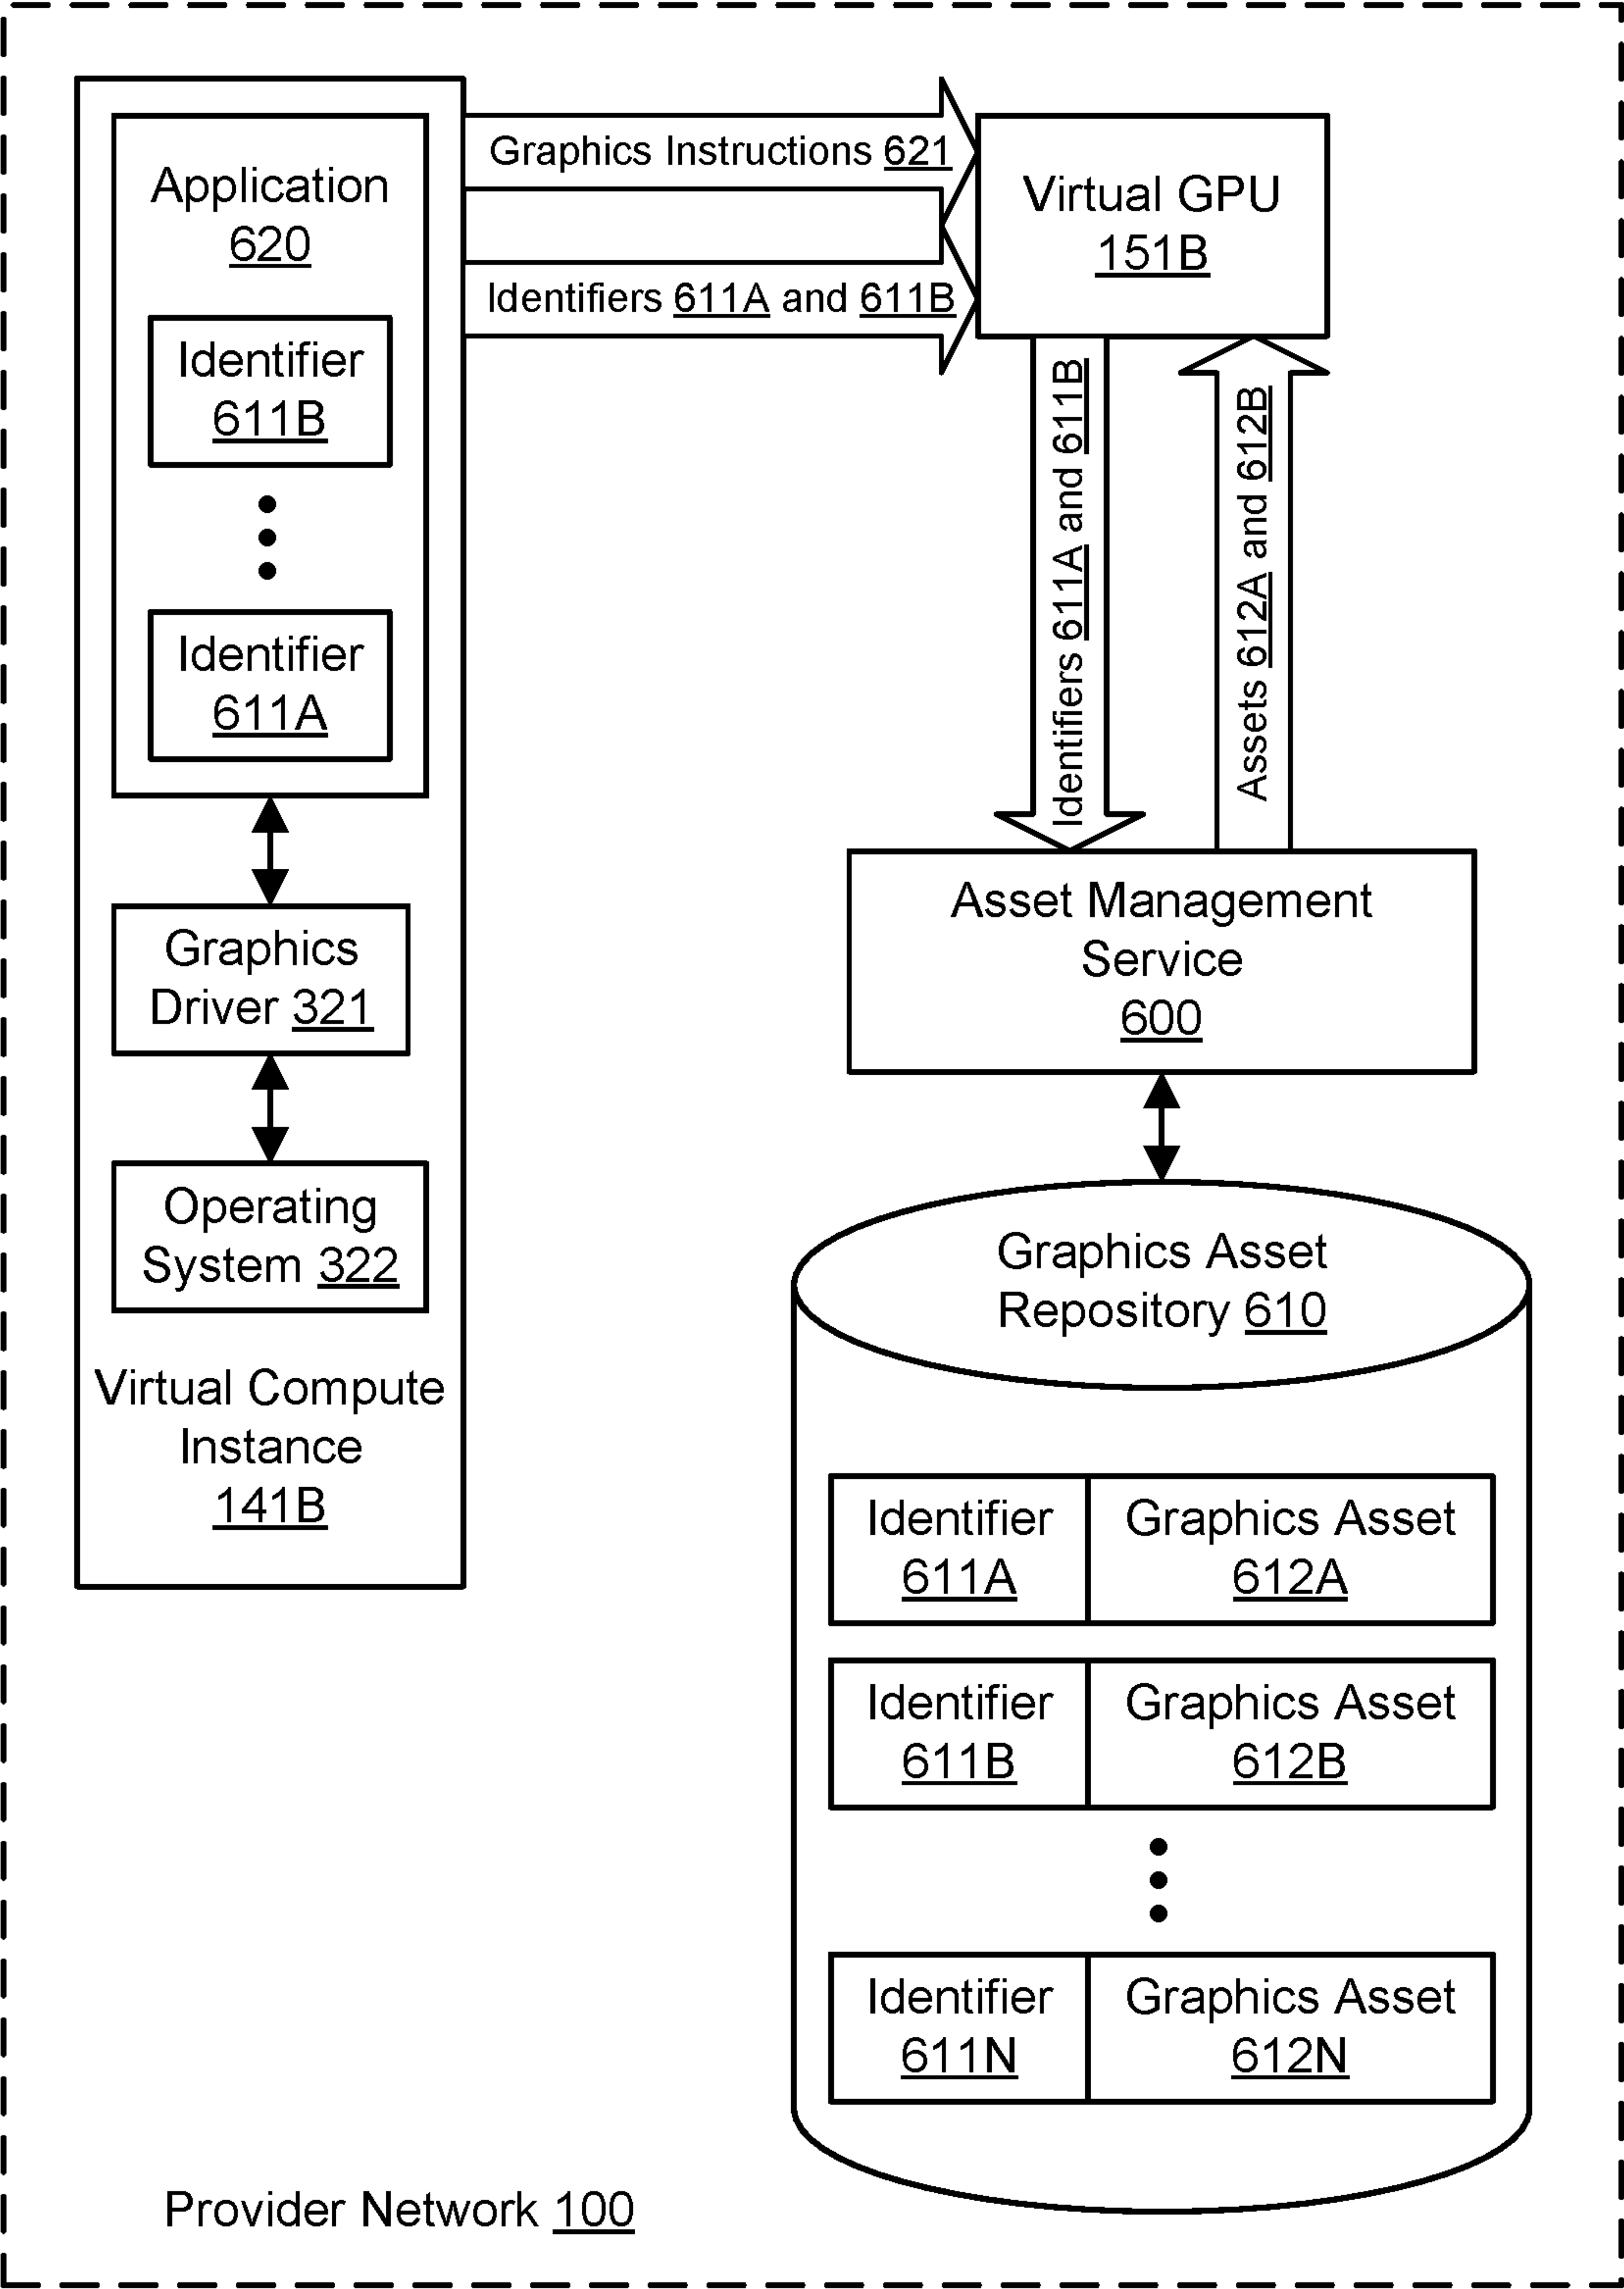 Application
620
Identifier
611B
Identifier
611A
Graphics
Driver 321
Operating
System 322
Virtual Compute
Instance
141B
Graphics Instructions 621
Identifiers 611A and 611B
Virtual GPU
151B
Identifiers 611A and 611B
Assets 612A and 612B
Asset Management
Service
600
Graphics Asset
Repository 610
Identifier
611A
Graphics Asset
612A
Identifier
611B
Graphics Asset
612B
Identifier
611N
Graphics Asset
612N
Provider Network 100